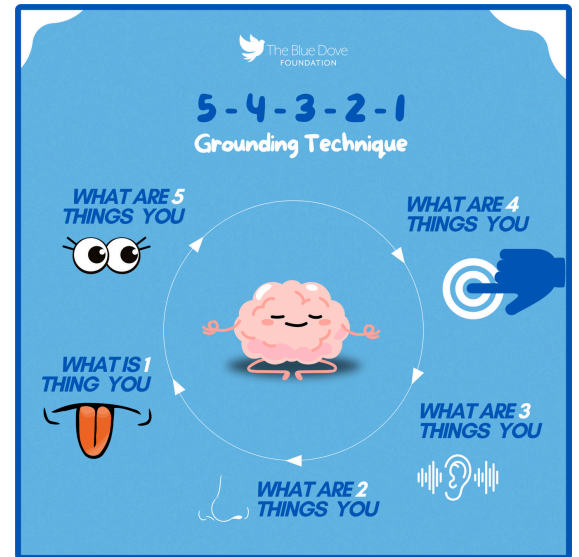 The Blue Dove
FOUNDATION
5-4-3-2-1
Grounding Technique
WHAT ARE 5
THINGS YOU
WHAT ARE 4
THINGS YOU
WHAT ARE 3
THINGS YOU
WHAT ARE 2
THINGS YOU
WHAT IS 1
THING YOU